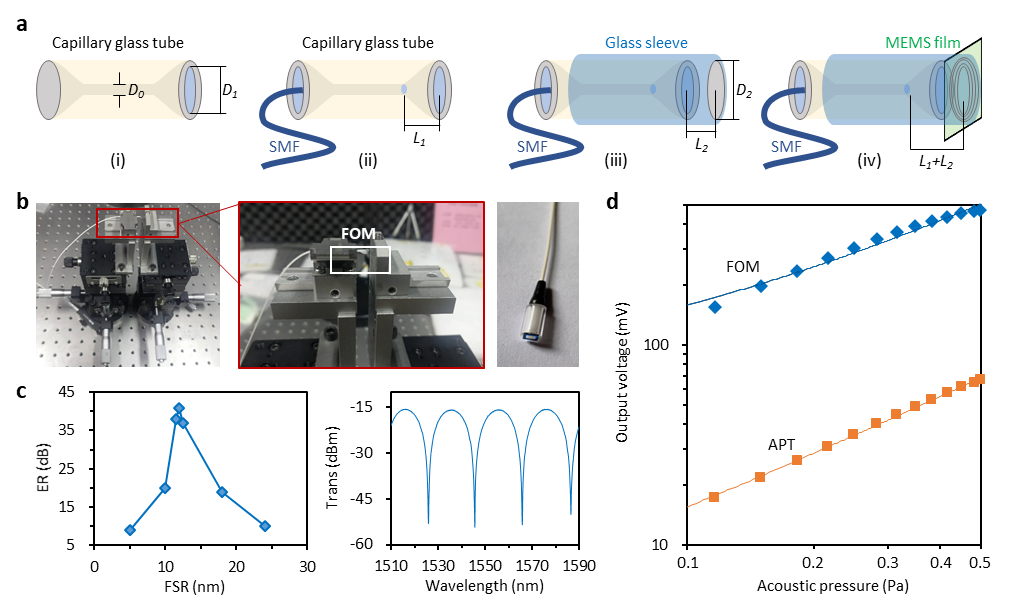 a
Capillary glass tube
Capillary glass tube
Glass sleeve
MEMS film
D0
D1
SMF
L1
SMF
L2
D2
SMF
L1+L2
(i)
(ii)
(iii)
(iv)
b
FOM
c
45
35
25
15
5
ER (dB)
0
10
20
30
FSR (nm)
-15
-30
-45
-60
Trans (dBm)
1510
1530
1550
1570
1590
Wavelength (nm)
d
FOM
APT
100
10
Output voltage (mV)
0.1
0.2
0.3
0.4
0.5
Acoustic pressure (Pa)